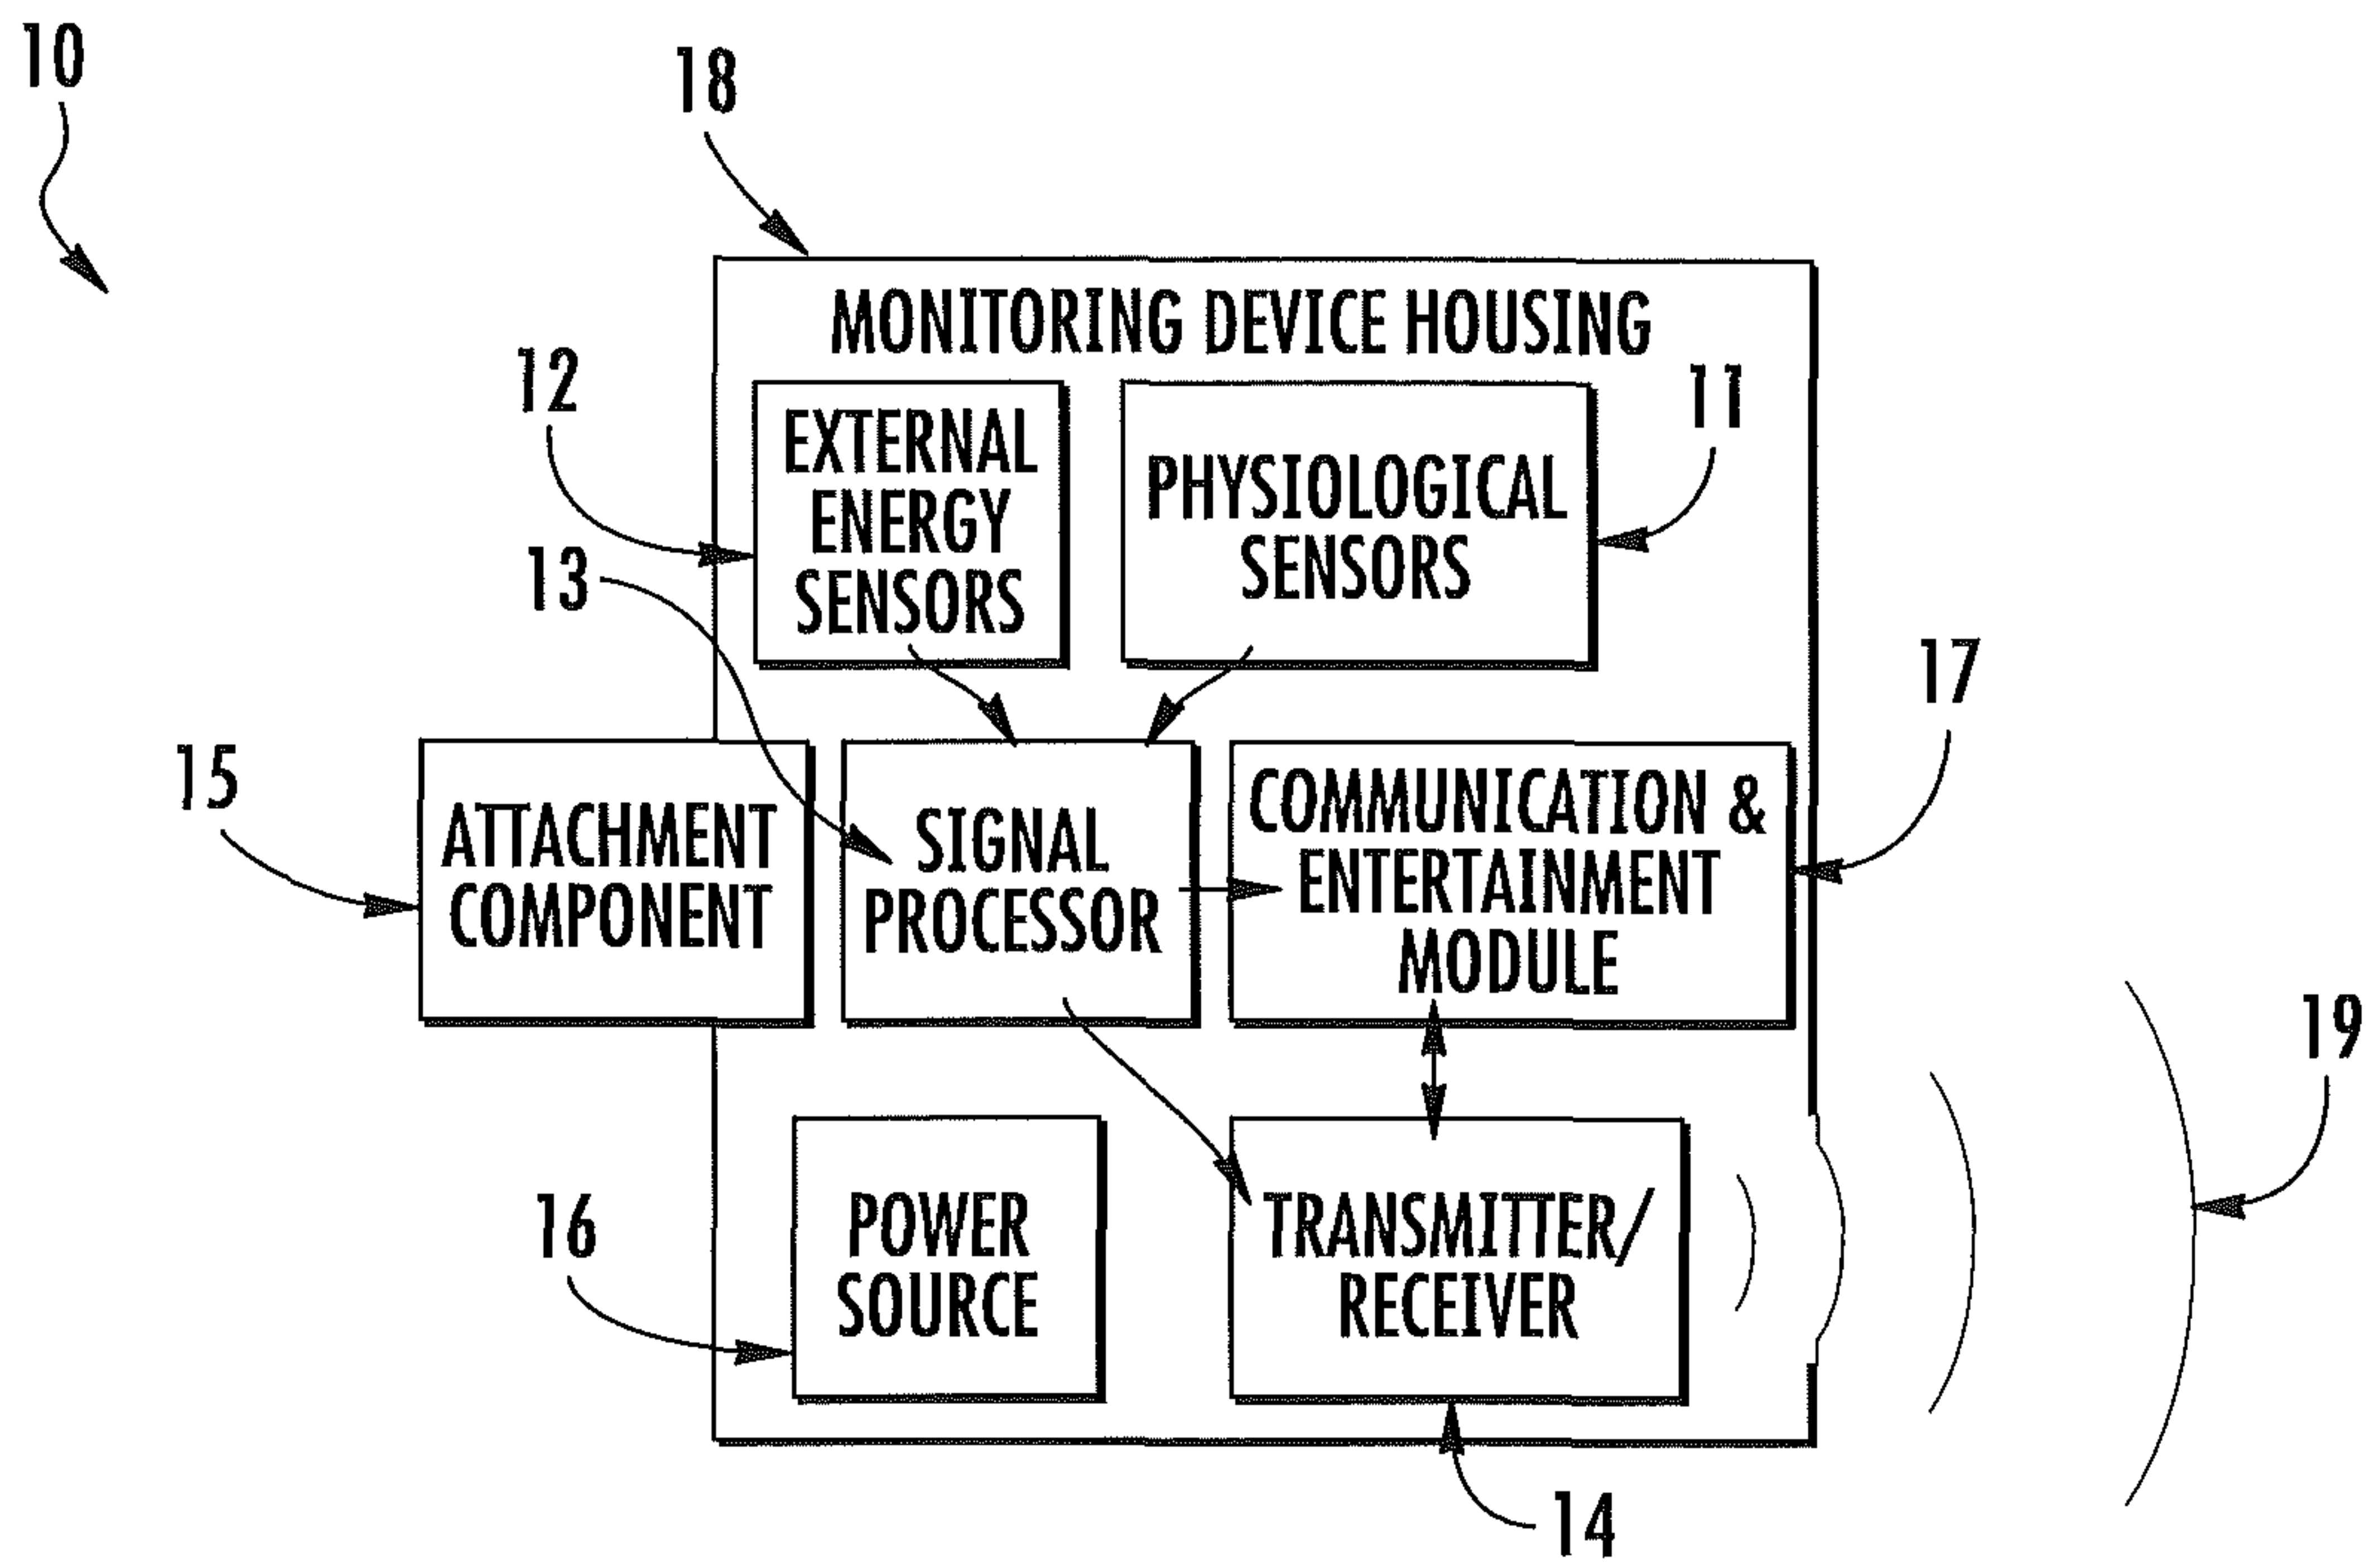 10
18
MONITORING DEVICE HOUSING
12
EXTERNAL
ENERGY
SENSORS
PHYSIOLOGICAL
SENSORS
11
13
17
15
ATTACHMENT
COMPONENT
SIGNAL
PROCESSOR
COMMUNICATION &
ENTERTAINMENT
MODULE
19
16
POWER
SOURCE
TRANSMITTER/
RECEIVER
14